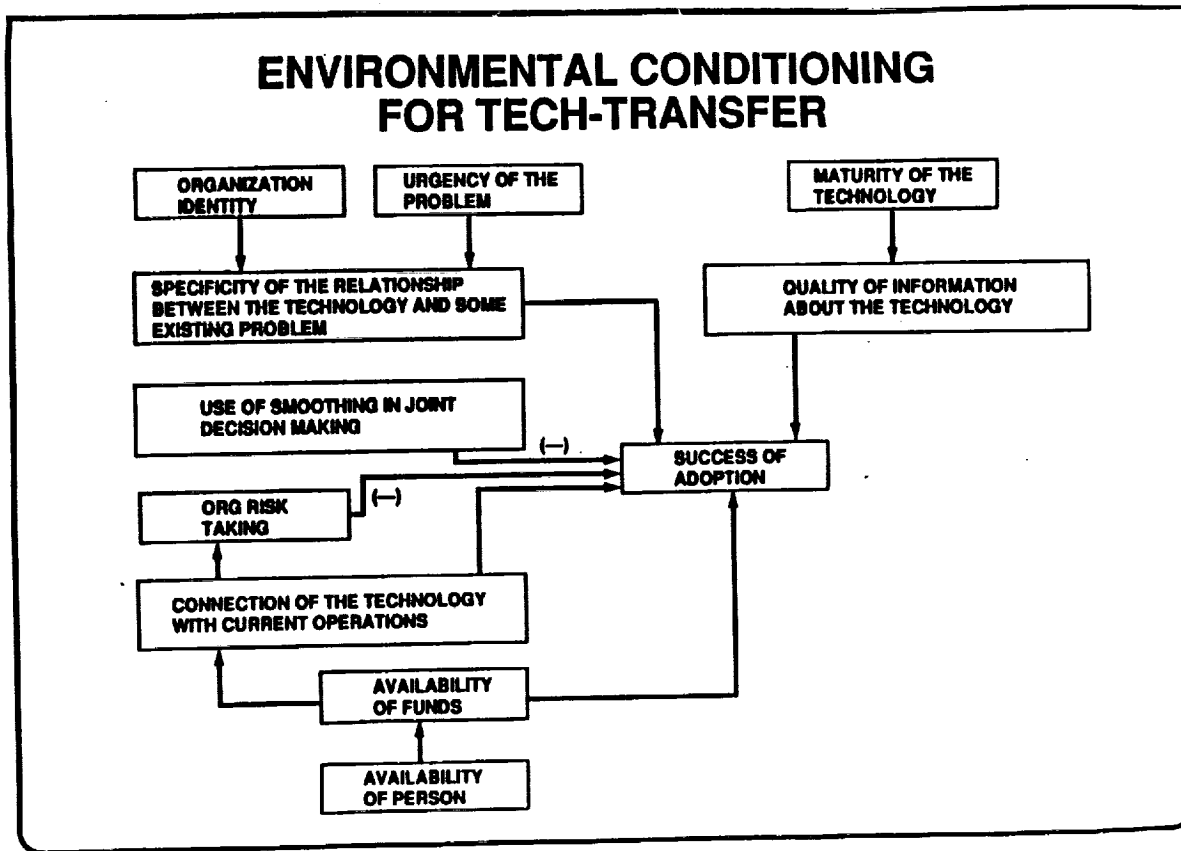 ENVIRONMENTAL CONDITIONING
FOR TECH-TRANSFER
ORGANIZATION
IDENTITY
URGENCY OF THE
PROBLEM
MATURITY OF THE
TECHNOLOGY
SPECIFICITY OF THE RELATIONSHIP
BETWEEN THE TECHNOLOGY AND SOME
EXISTING PROBLEM
QUALITY OF INFORMATION
ABOUT THE TECHNOLOGY
USE OF SMOOTHING IN JOINT
DECISION MAKING
(—)
SUCCESS OF
ADOPTION
ORG RISK
TAKING
(—)
CONNECTION OF THE TECHNOLOGY
WITH CURRENT OPERATIONS
AVAILABILITY
OF FUNDS
AVAILABILITY
OF PERSON